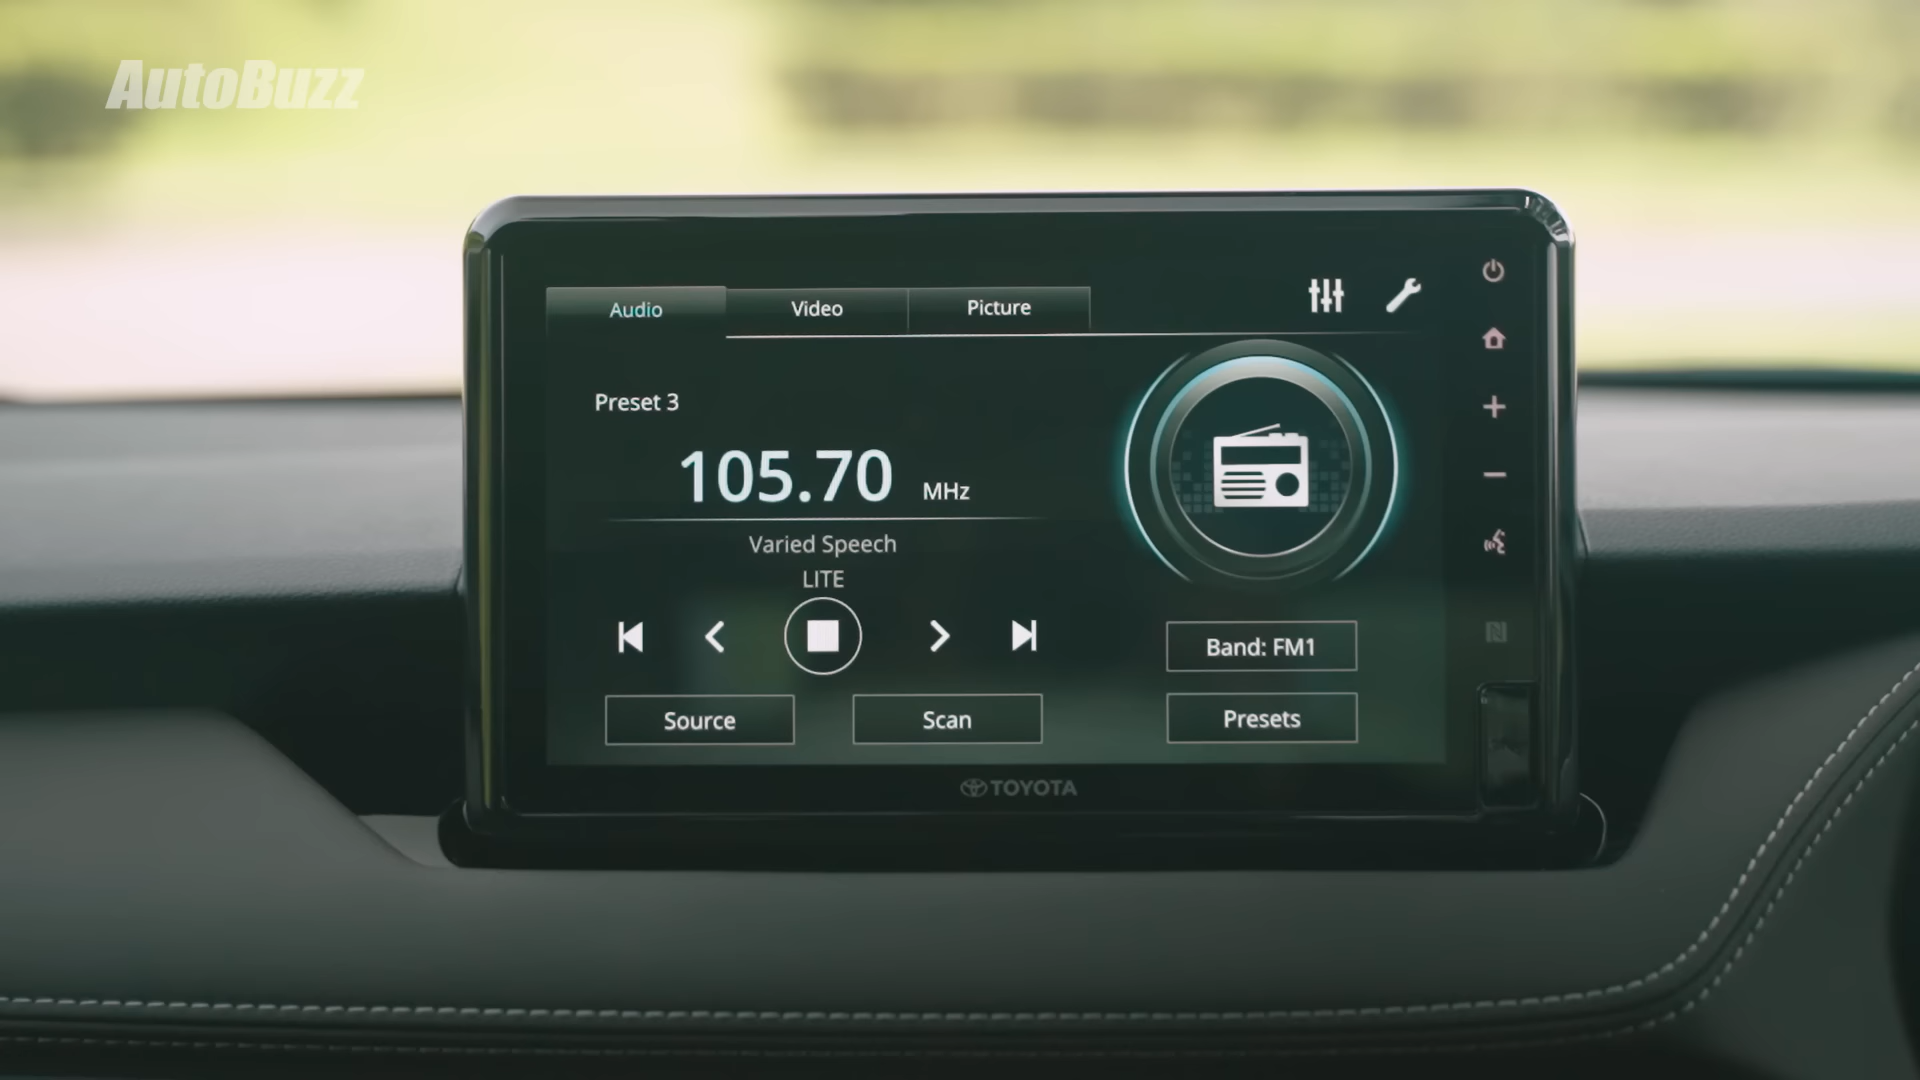 AutoBuzz
Audio
Video
Picture
Preset 3
105.70 MHz
Varied Speech
LITE
Band: FM1
Source
Scan
Presets
TOYOTA